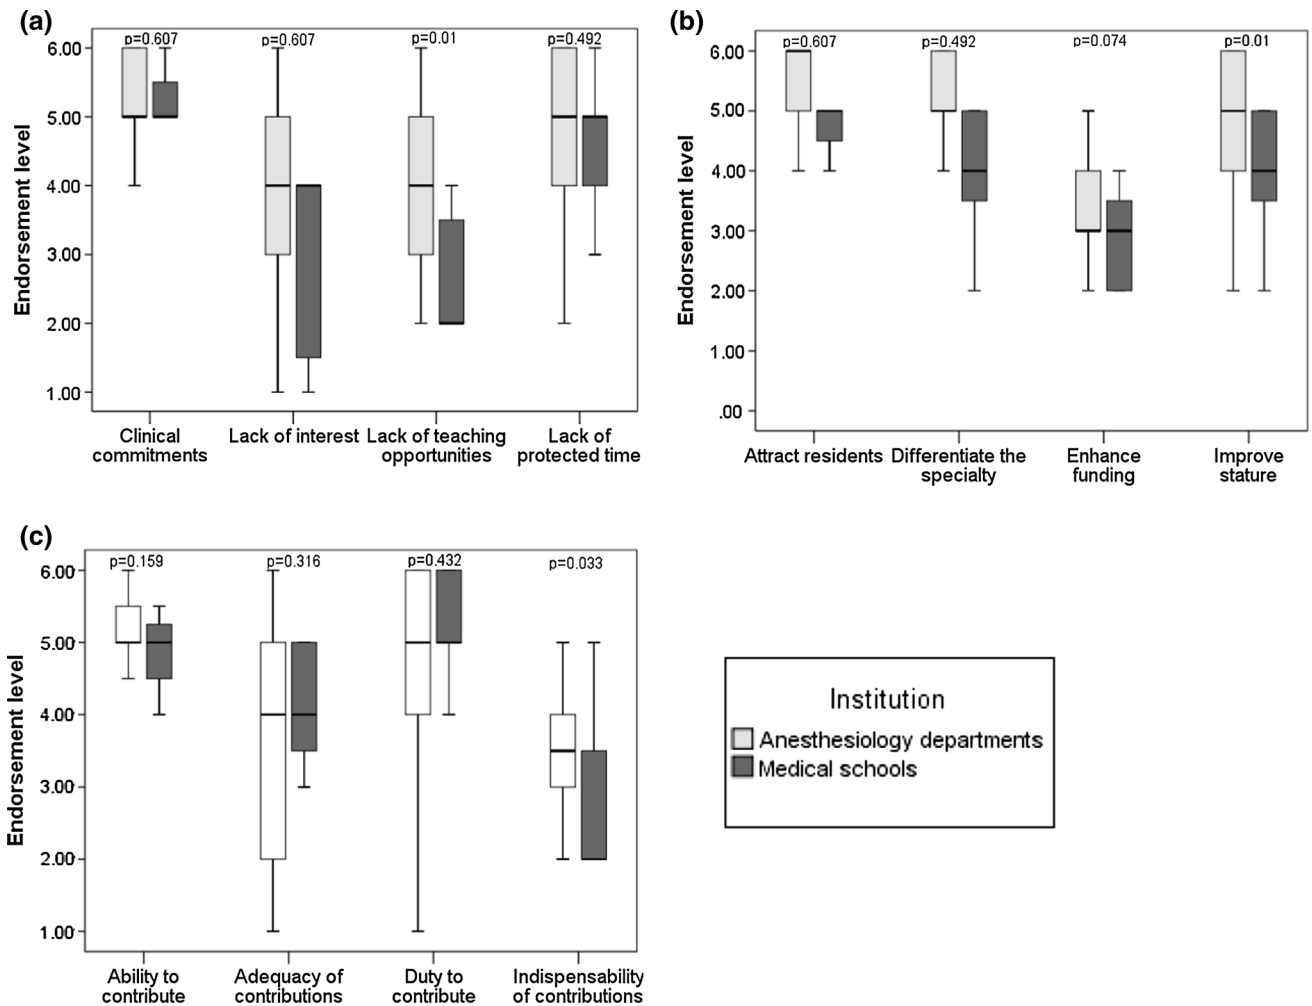 (a)
p=0.607
p=0.607
p=0.01
p=0.492
6.00
5.00
4.00
3.00
2.00
1.00
Endorsement level
Clinical
commitments
Lack of interest
Lack of teaching
opportunities
Lack of
protected time
(b)
p=0.607
p=0.492
p=0.074
p=0.01
6.00
5.00
4.00
3.00
2.00
1.00
.00
Endorsement level
Attract residents
Differentiate the
specialty
Enhance
funding
Improve
stature
(c)
p=0.159
p=0.316
p=0.432
p=0.033
6.00
5.00
4.00
3.00
2.00
1.00
Endorsement level
Ability to
contribute
Adequacy of
contributions
Duty to
contribute
Indispensability
of contributions
Institution
Anesthesiology departments
Medical schools